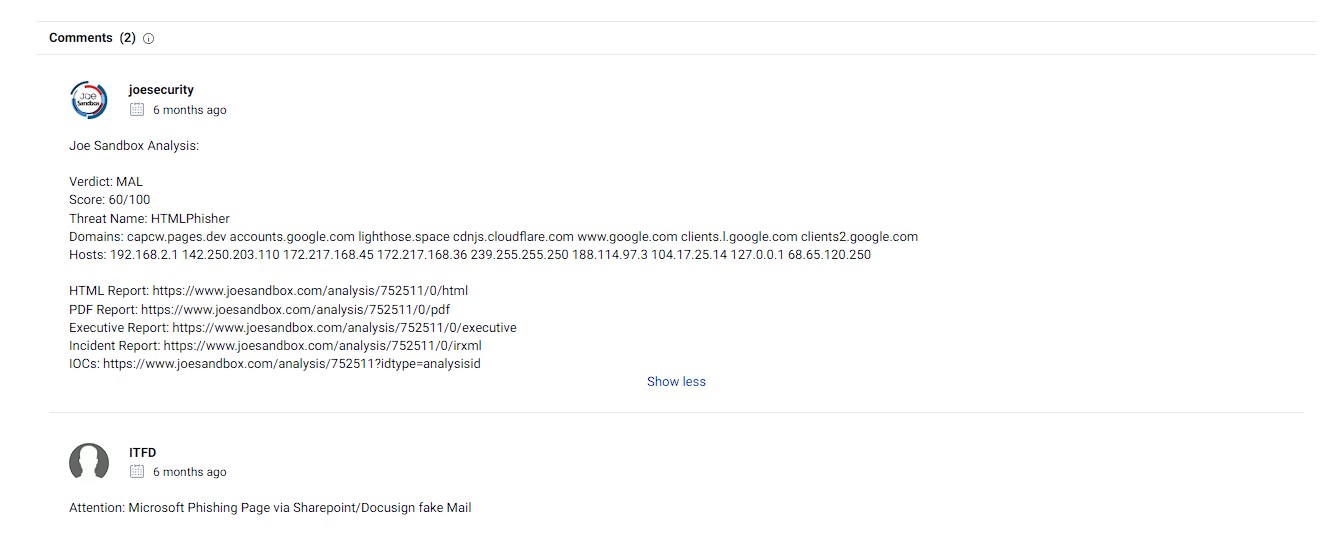 Comments (2)
joesecurity
6 months ago
Joe Sandbox Analysis:
Verdict: MAL
Score: 60/100
Threat Name: HTMLPhisher
Domains: capcw.pages.dev accounts.google.com lighthose.space cdnjs.cloudflare.com www.google.com clients.l.google.com clients2.google.com
Hosts: 192.168.2.1 142.250.203.110 172.217.168.45 172.217.168.36 239.255.255.250 188.114.97.3 104.17.25.14 127.0.0.1 68.65.120.250
HTML Report: https://www.joesandbox.com/analysis/752511/0/html
PDF Report: https://www.joesandbox.com/analysis/752511/0/pdf
Executive Report: https://www.joesandbox.com/analysis/752511/0/executive
Incident Report: https://www.joesandbox.com/analysis/752511/0/irxml
IOCs: https://www.joesandbox.com/analysis/752511?idtype=analysisid
Show less
ITFD
6 months ago
Attention: Microsoft Phishing Page via Sharepoint/Docusign fake Mail
JOe
Sandbox